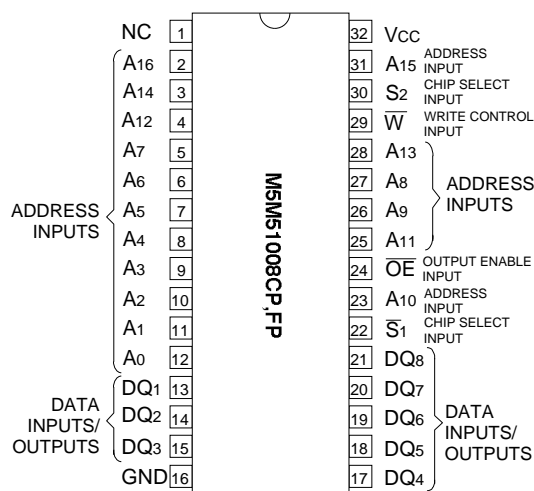 NC 1 32 VCC
A16 2 31 A15 ADDRESS INPUT
A14 3 30 S2 CHIP SELECT INPUT
A12 4 29 W̅ WRITE CONTROL INPUT
A7 5 28 A13
A6 6 27 A8
A5 7 26 A9
A4 8 25 A11
ADDRESS INPUTS
ADDRESS INPUTS
A3 9 24 O̅E̅ OUTPUT ENABLE INPUT
A2 10 23 A10 ADDRESS INPUT
A1 11 22 S̅1 CHIP SELECT INPUT
A0 12 21 DQ8
DQ1 13 20 DQ7
DQ2 14 19 DQ6
DQ3 15 18 DQ5
DATA INPUTS/ OUTPUTS
DATA INPUTS/ OUTPUTS
GND 16 17 DQ4
M5M51008CP,FP